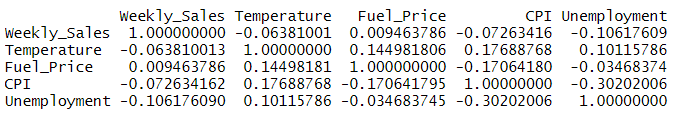 Weekly_Sales Temperature Fuel_Price CPI Unemployment
Weekly_Sales 1.000000000 -0.06381001 0.009463786 -0.07263416 -0.10617609
Temperature -0.063810013 1.00000000 0.144981806 0.17688768 0.10115786
Fuel_Price 0.009463786 0.14498181 1.000000000 -0.17064180 -0.03468374
CPI -0.072634162 0.17688768 -0.170641795 1.00000000 -0.30202006
Unemployment -0.106176090 0.10115786 -0.034683745 -0.30202006 1.00000000